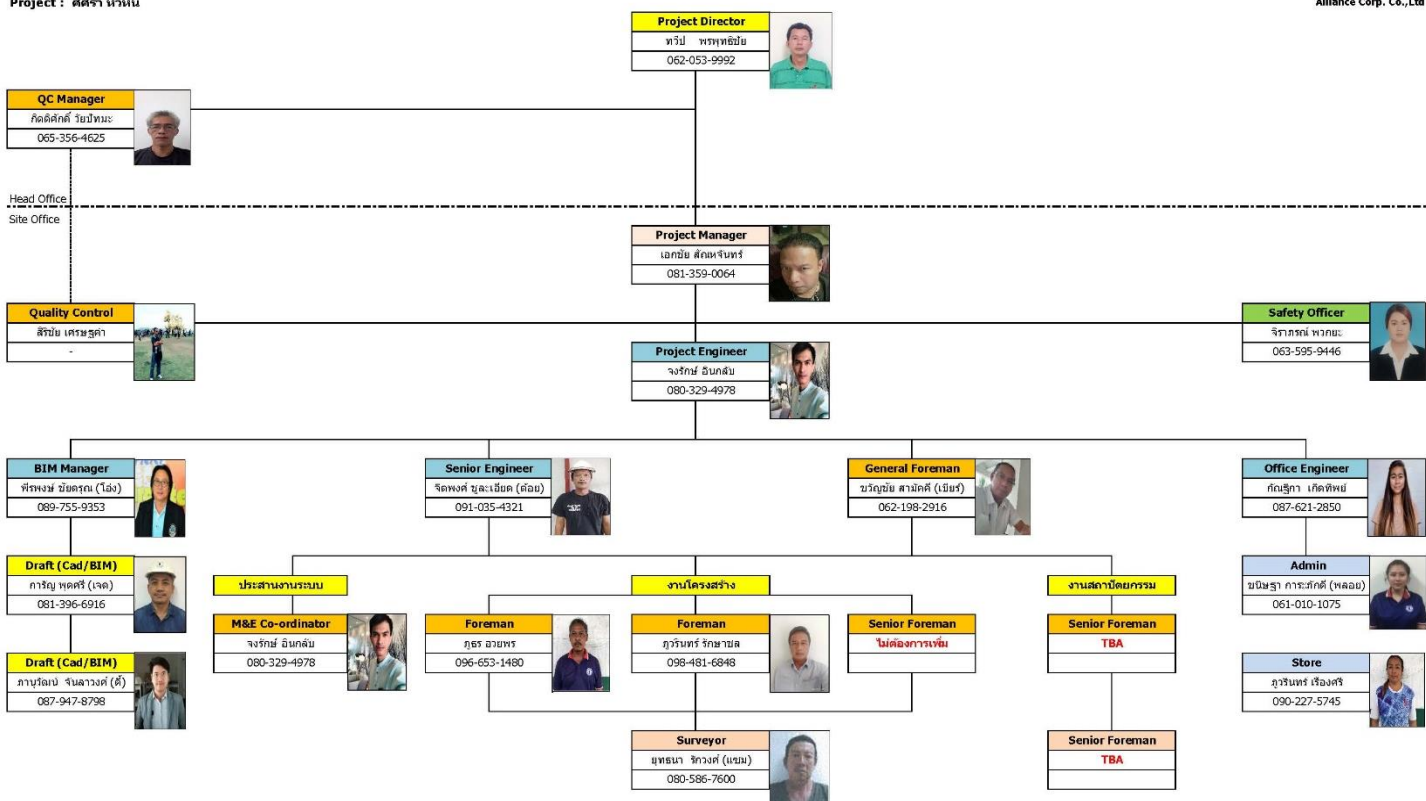 Project : ศศรา หัวหิน
Alliance Corp. Co.,Ltd
Project Director
ทวีป พรพุทธิชัย
062-053-9992
QC Manager
กิตติศักดิ์ วัยปัทมะ
065-356-4625
Head Office
Site Office
Project Manager
เอกชัย สัณหจันทร์
081-359-0064
Quality Control
สิริชัย เศรษฐคำ
-
Safety Officer
จิราภรณ์ พวกยะ
063-595-9446
Project Engineer
จงรักษ์ อินกลับ
080-329-4978
BIM Manager
พีรพงษ์ ชัยดรุณ (โอ่ง)
089-755-9353
Senior Engineer
จิตพงศ์ ชูละเอียด (ต้อย)
091-035-4321
General Foreman
ขวัญชัย สามัคคี (เบียร์)
062-198-2916
Office Engineer
กัณฐิกา เกิดทิพย์
087-621-2850
Draft (Cad/BIM)
การัญ พุดศรี (เจต)
081-396-6916
ประสานงานระบบ
งานโครงสร้าง
งานสถาปัตยกรรม
Admin
ขนิษฐา การะภักดี (พลอย)
061-010-1075
M&E Co-ordinator
จงรักษ์ อินกลับ
080-329-4978
Foreman
ภูธร อวยพร
096-653-1480
Foreman
ภูวรินทร์ รักษาชล
098-481-6848
Senior Foreman
ไม่ต้องการเพิ่ม
Senior Foreman
TBA
Draft (Cad/BIM)
ภานุวัฒน์ จันลาวงศ์ (ตี้)
087-947-8798
Store
ภูวรินทร์ เรืองศรี
090-227-5745
Surveyor
ยุทธนา รักวงศ์ (แขม)
080-586-7600
Senior Foreman
TBA